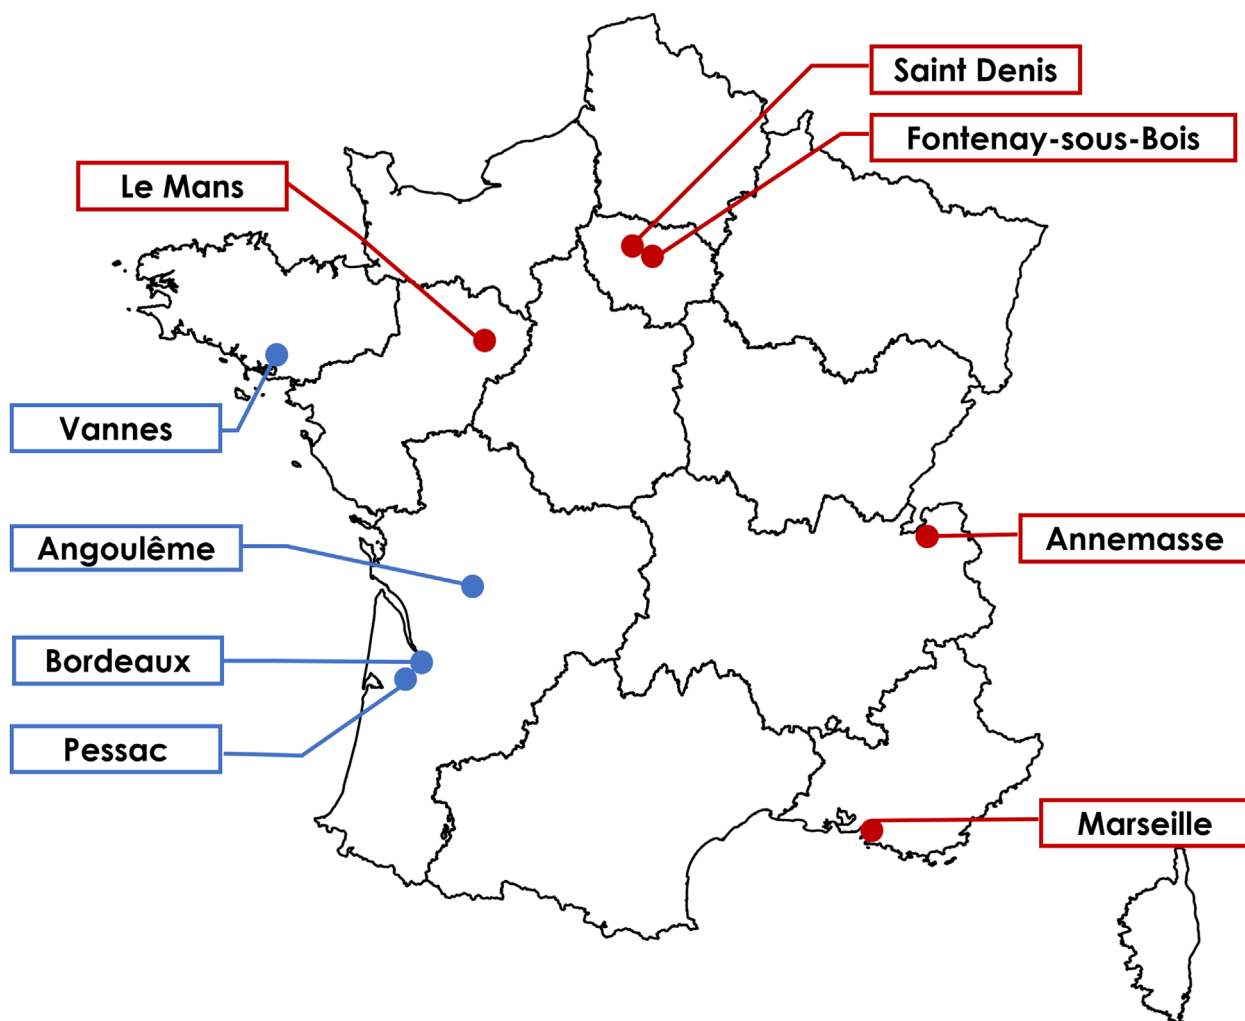 Saint Denis
Fontenay-sous-Bois
Le Mans
Vannes
Angoulême
Annemasse
Bordeaux
Pessac
Marseille